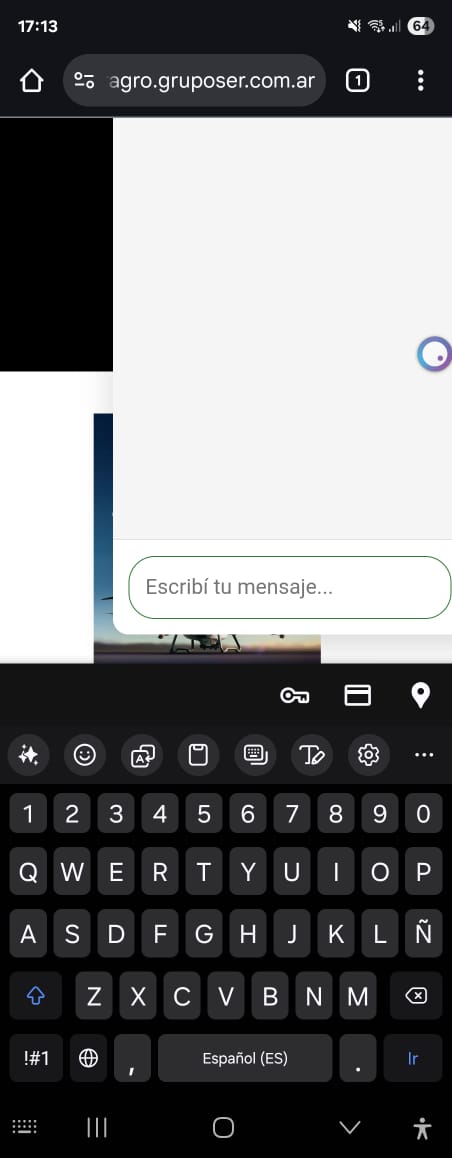 17:13
64
agro.gruposer.com.ar
1
Escribí tu mensaje...
1 2 3 4 5 6 7 8 9 0
Q W E R T Y U I O P
A S D F G H J K L Ñ
Z X C V B N M
!#1 , Español (ES) . Ir